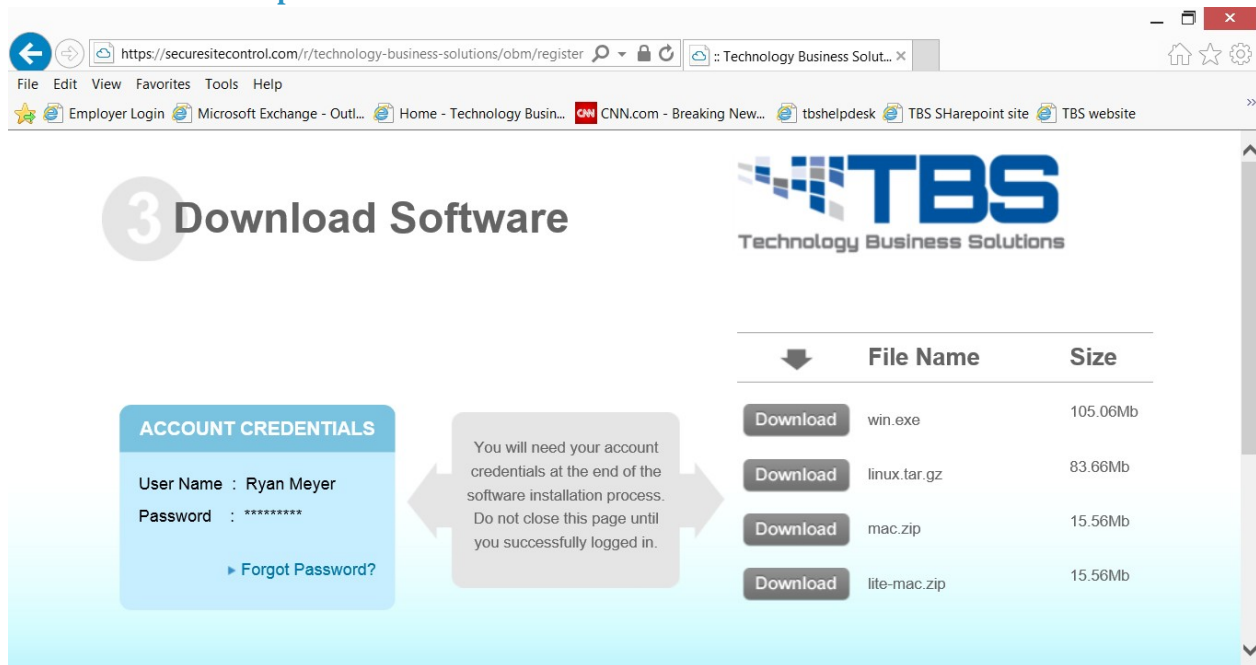 https://securesitecontrol.com/r/technology-business-solutions/obm/register
:: Technology Business Solut...
File Edit View Favorites Tools Help
Employer Login Microsoft Exchange - Outl... Home - Technology Busin... CNN CNN.com - Breaking New... tbshelpdesk TBS SHarepoint site TBS website
3 Download Software
TBS
Technology Business Solutions
File Name Size
Download win.exe 105.06Mb
Download linux.tar.gz 83.66Mb
Download mac.zip 15.56Mb
Download lite-mac.zip 15.56Mb
ACCOUNT CREDENTIALS
User Name : Ryan Meyer
Password : *********
Forgot Password?
You will need your account
credentials at the end of the
software installation process.
Do not close this page until
you successfully logged in.